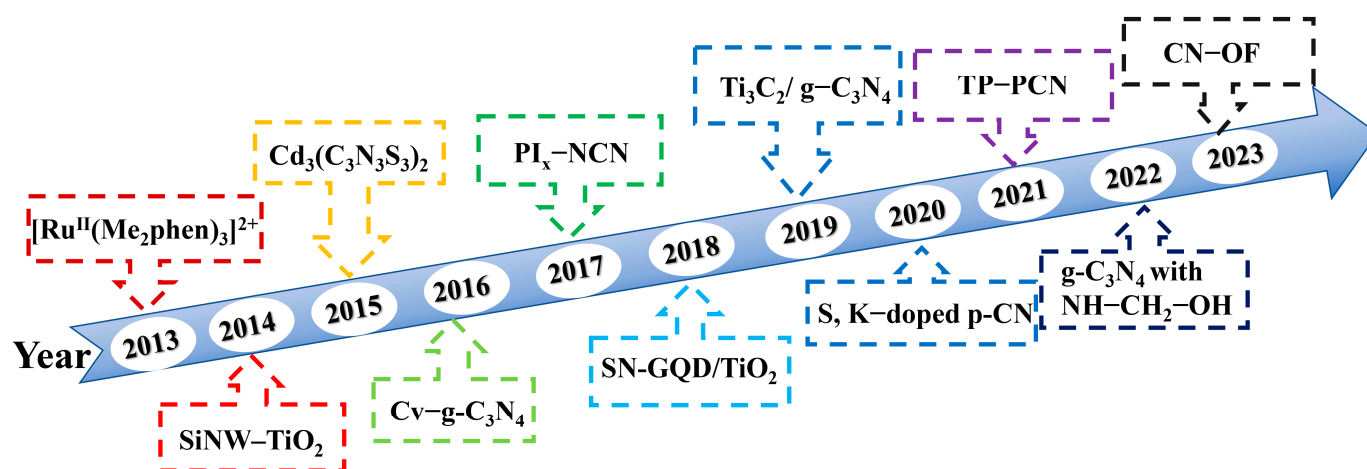 CN−OF
Ti₃C₂/ g−C₃N₄
TP−PCN
Cd₃(C₃N₃S₃)₂
PIₓ−NCN
[Ruᴵᴵ(Me₂phen)₃]²⁺
Year
2013
2014
2015
2016
2017
2018
2019
2020
2021
2022
2023
SiNW−TiO₂
Cv−g-C₃N₄
SN-GQD/TiO₂
S, K−doped p-CN
g-C₃N₄ with
NH−CH₂−OH